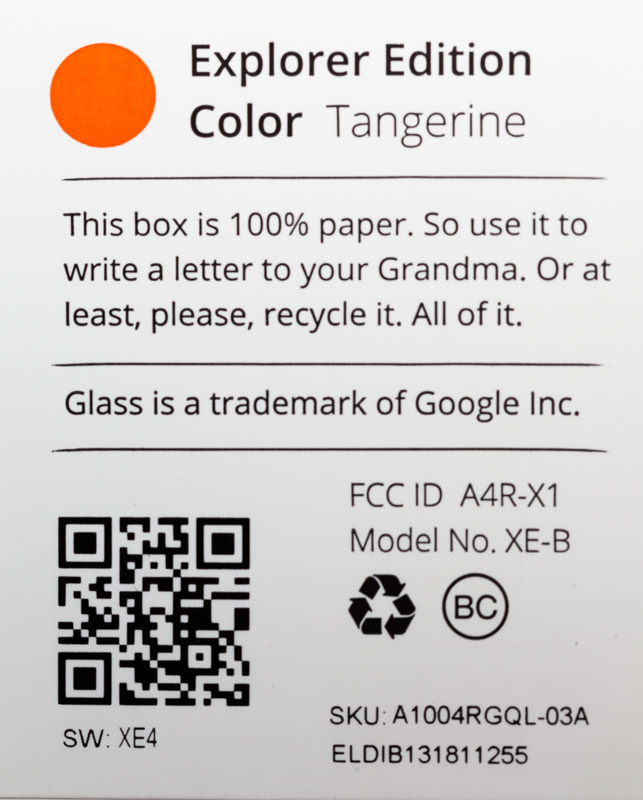 Explorer Edition
Color Tangerine
This box is 100% paper. So use it to
write a letter to your Grandma. Or at
least, please, recycle it. All of it.
Glass is a trademark of Google Inc.
FCC ID A4R-X1
Model No. XE-B
BC
SW: XE4
SKU: A1004RGQL-03A
ELDIB131811255